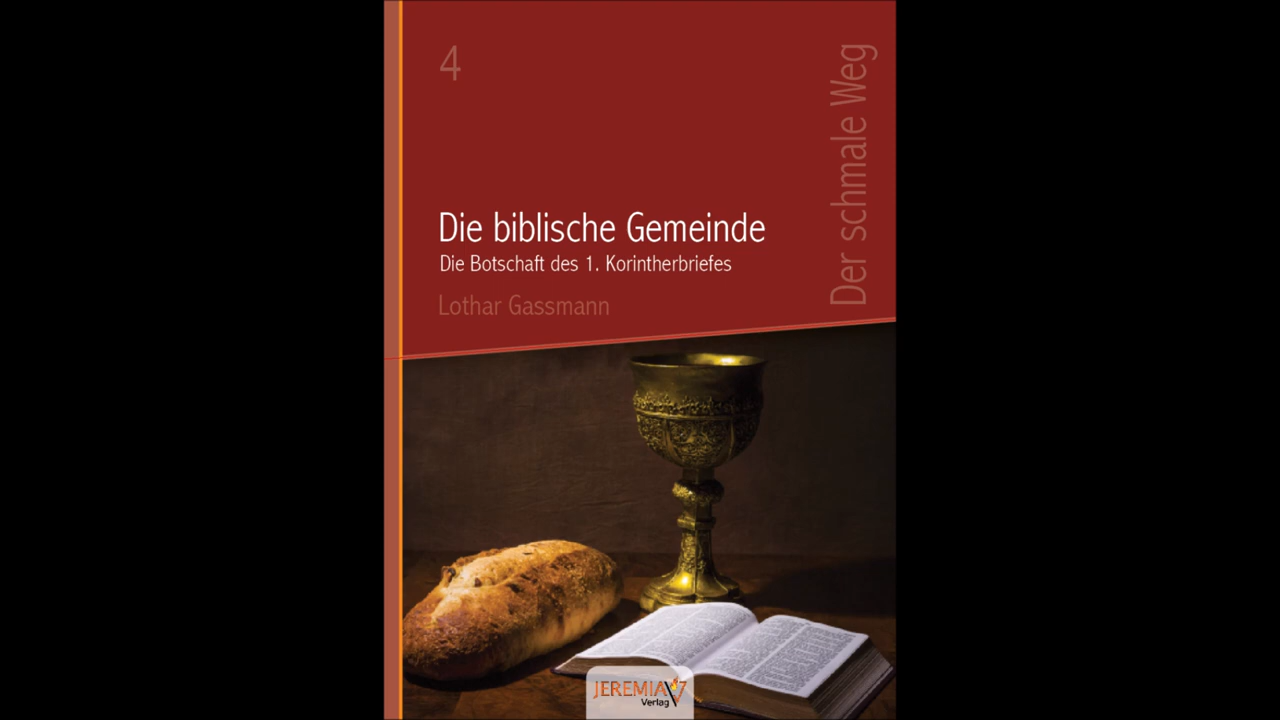 4
Der schmale Weg
Die biblische Gemeinde
Die Botschaft des 1. Korintherbriefes
Lothar Gassmann
JEREMIA
Verlag